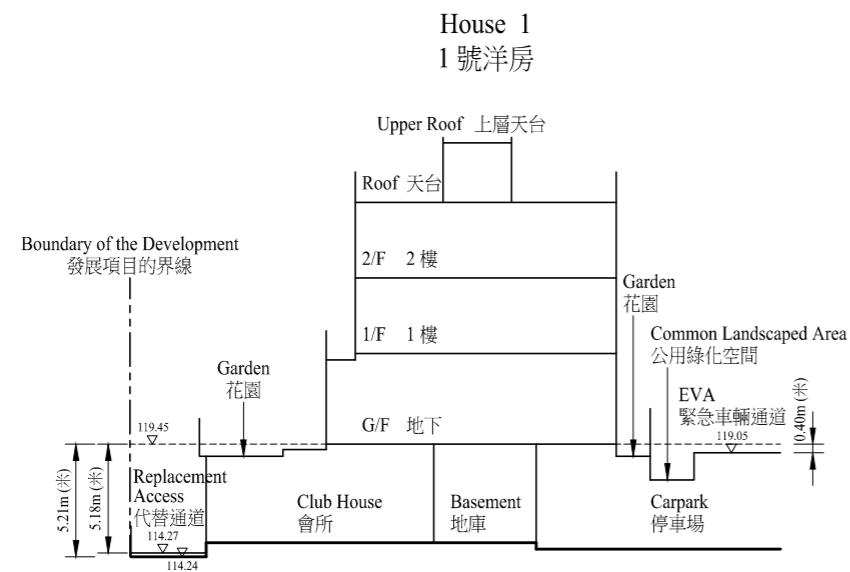 House 1
1 號洋房
Upper Roof 上層天台
Roof 天台
Boundary of the Development
發展項目的界線
2/F 2 樓
Garden
花園
1/F 1 樓
Common Landscaped Area
公用綠化空間
Garden
花園
EVA
緊急車輛通道
0.40m (米)
G/F 地下
119.45
119.05
5.21m (米)
5.18m (米)
Replacement
Access
代替通道
Club House
會所
Basement
地庫
Carpark
停車場
114.27
114.24